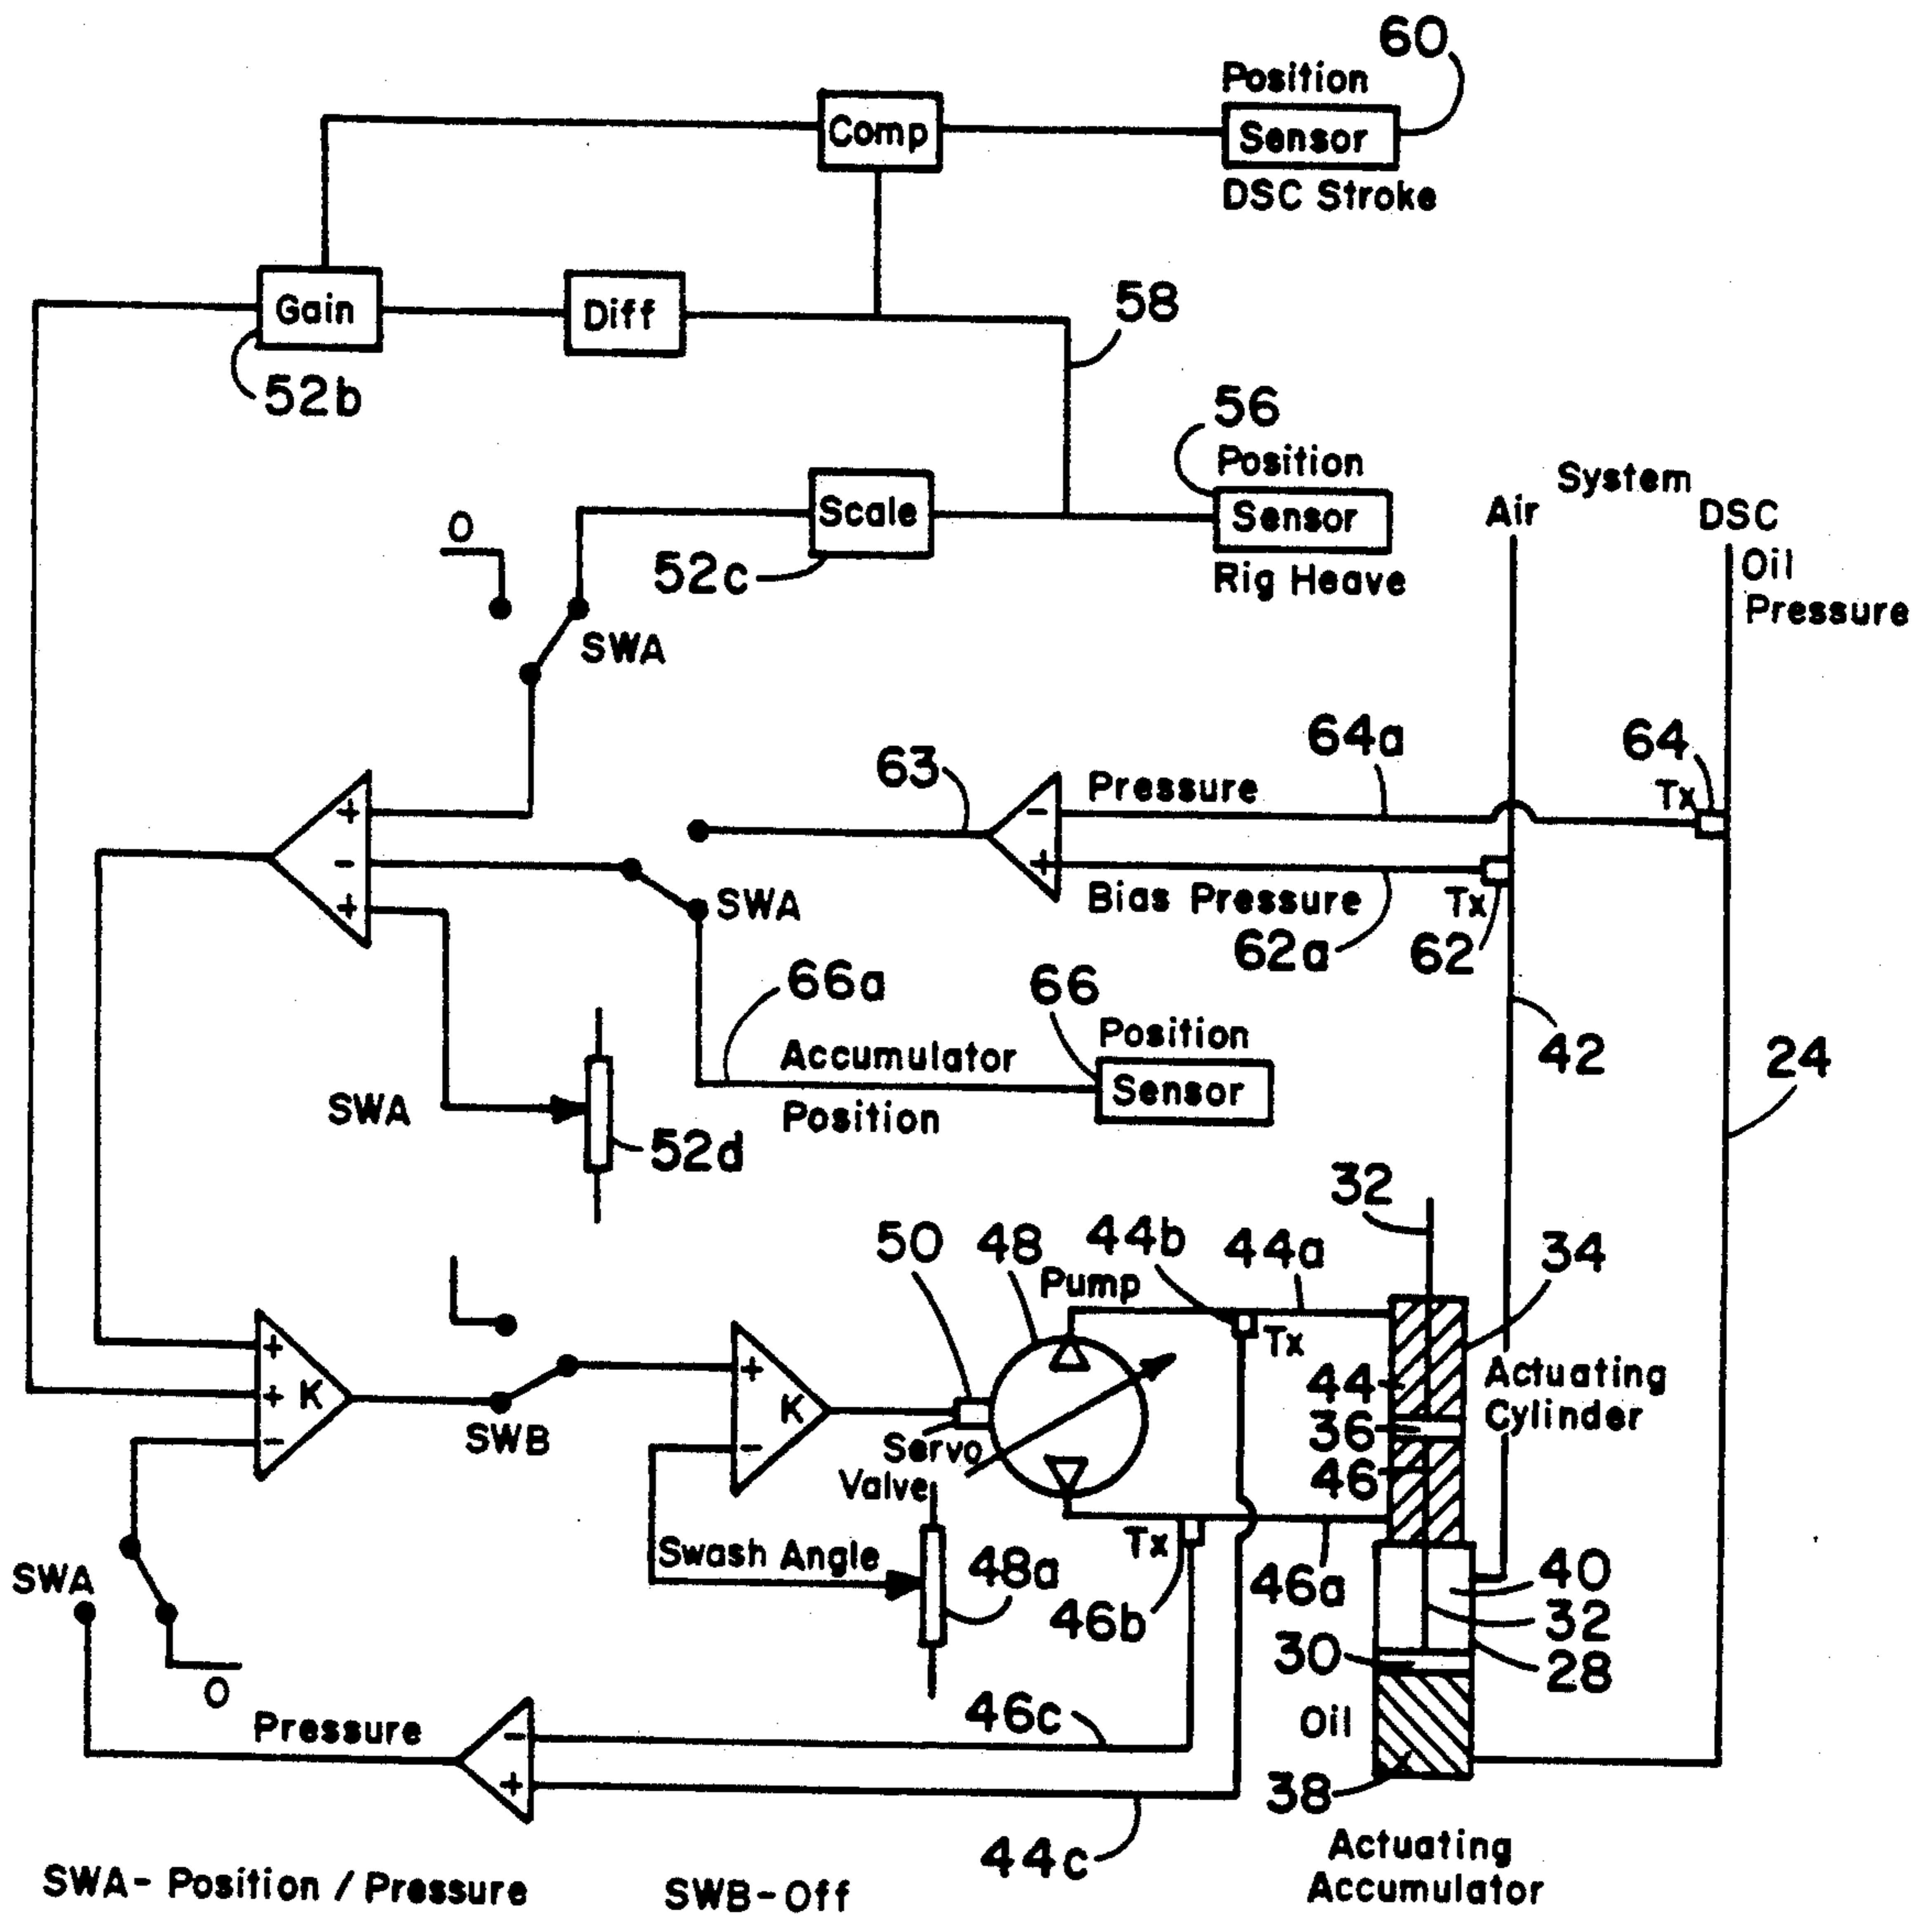 60
Position
Sensor
DSC Stroke
Comp
Gain
Diff
58
52b
56
Position
Sensor
Rig Heave
Scale
52c
O
SWA
System
Air
DSC
Oil
Pressure
64a
64
Tx
63
Pressure
-
+
Bias Pressure
Tx
62a
62
+
-
+
SWA
66a
66
Position
Sensor
Accumulator
Position
42
24
SWA
52d
32
50
48
44b
44a
34
Pump
Tx
+
+
K
-
SWB
+
K
-
Servo
Valve
44
36
46
Actuating
Cylinder
Swash Angle
48a
Tx
46b
46a
40
32
30
28
SWA
O
Pressure
-
+
46c
44c
Oil
38
Actuating
Accumulator
SWA- Position / Pressure
SWB-Off